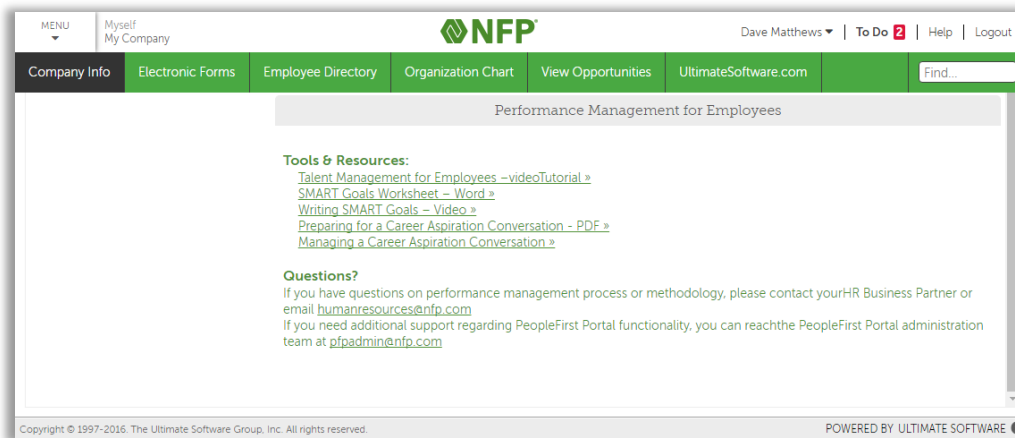 MENU
Myself
My Company
NFP®
Dave Matthews
To Do 2
Help
Logout
Company Info
Electronic Forms
Employee Directory
Organization Chart
View Opportunities
UltimateSoftware.com
Find...
Performance Management for Employees
Tools & Resources:
Talent Management for Employees –videoTutorial »
SMART Goals Worksheet – Word »
Writing SMART Goals – Video »
Preparing for a Career Aspiration Conversation - PDF »
Managing a Career Aspiration Conversation »
Questions?
If you have questions on performance management process or methodology, please contact yourHR Business Partner or
email humanresources@nfp.com
If you need additional support regarding PeopleFirst Portal functionality, you can reachthe PeopleFirst Portal administration
team at pfpadmin@nfp.com
Copyright © 1997-2016. The Ultimate Software Group, Inc. All rights reserved.
POWERED BY ULTIMATE SOFTWARE